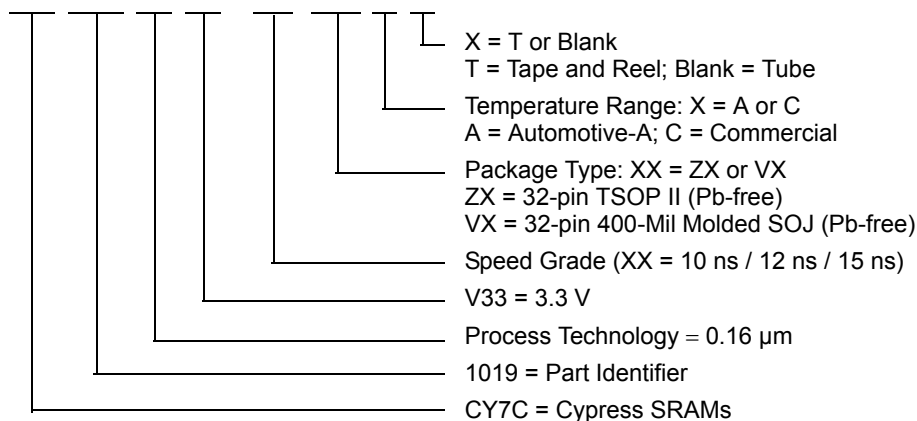 X = T or Blank
T = Tape and Reel; Blank = Tube
Temperature Range: X = A or C
A = Automotive-A; C = Commercial
Package Type: XX = ZX or VX
ZX = 32-pin TSOP II (Pb-free)
VX = 32-pin 400-Mil Molded SOJ (Pb-free)
Speed Grade (XX = 10 ns / 12 ns / 15 ns)
V33 = 3.3 V
Process Technology = 0.16 µm
1019 = Part Identifier
CY7C = Cypress SRAMs